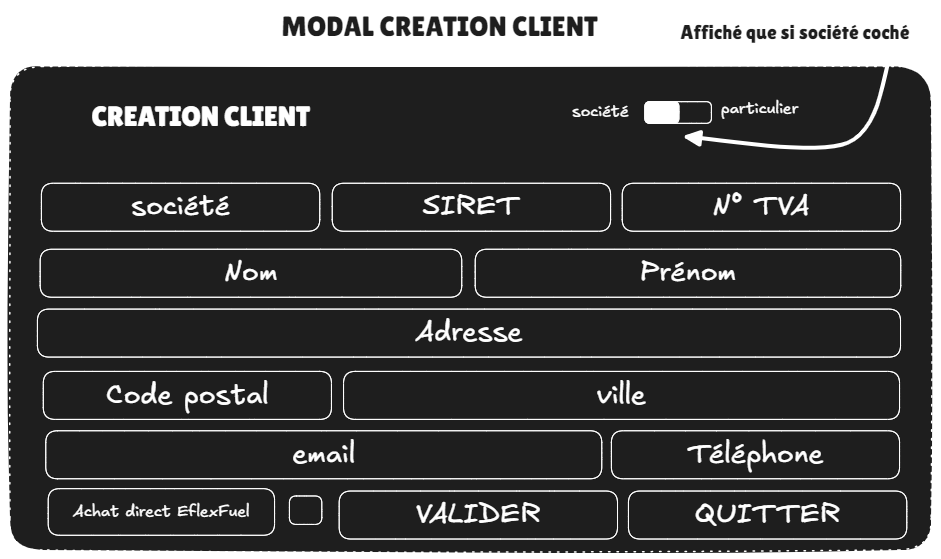 MODAL CREATION CLIENT
Affiché que si société coché
CREATION CLIENT
société particulier
société SIRET N° TVA
Nom Prénom
Adresse
Code postal ville
email Téléphone
Achat direct EflexFuel VALIDER QUITTER